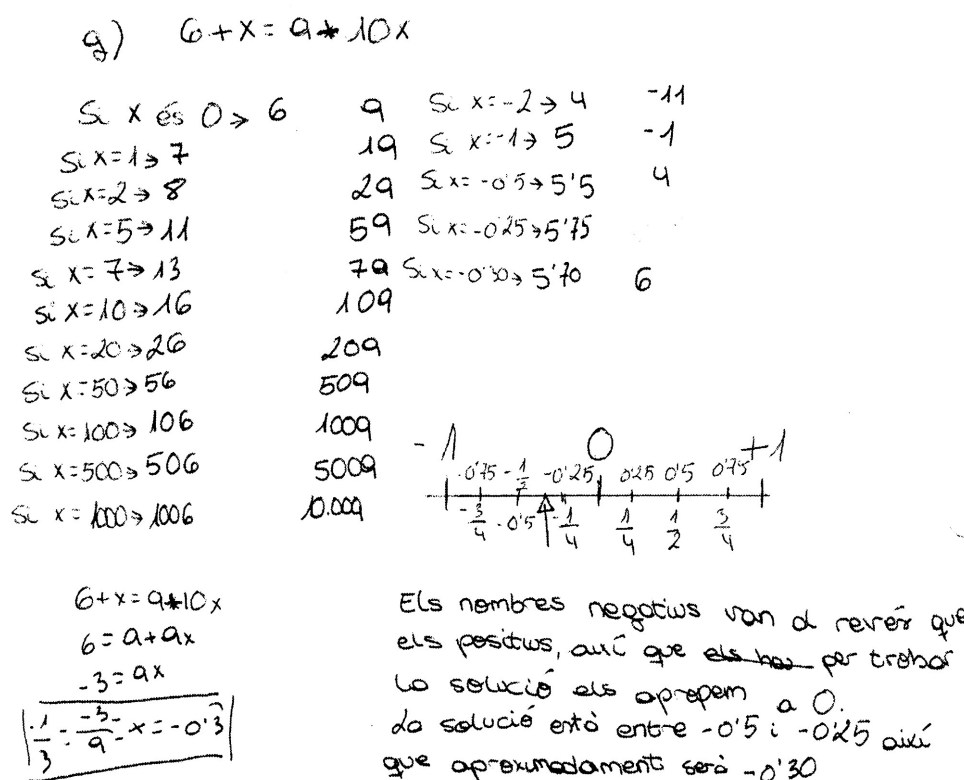 g) 6+x=9+10x
Si x és 0→ 6 9
Si x=1→ 7 19
Si x=2→ 8 29
Si x=5→ 11 59
Si x=7→ 13 79
Si x=10→ 16 109
Si x=20→ 26 209
Si x=50→ 56 509
Si x=100→ 106 1009
Si x=500→ 506 5009
Si x=1000→ 1006 10.009
Si x=-2→ 4 -11
Si x=-1→ 5 -1
Si x=-0'5→ 5'5 4
Si x=-0'25→ 5'75
Si x=-0'30→ 5'70 6
-1 0 +1
-0'75 -1/2 -0'25 0'25 0'5 0'75
-3/4 -0'5 -1/4 1/4 1/2 3/4
6+x=9+10x
6=9+9x
-3=9x
-1/3 = -3/9 = x = -0'3
Els nombres negatius van al revés que
els positius, així que els hau per trobar
la solució els apropem a 0.
La solució està entre -0'5 i -0'25 així
que aproximadament serà -0'30